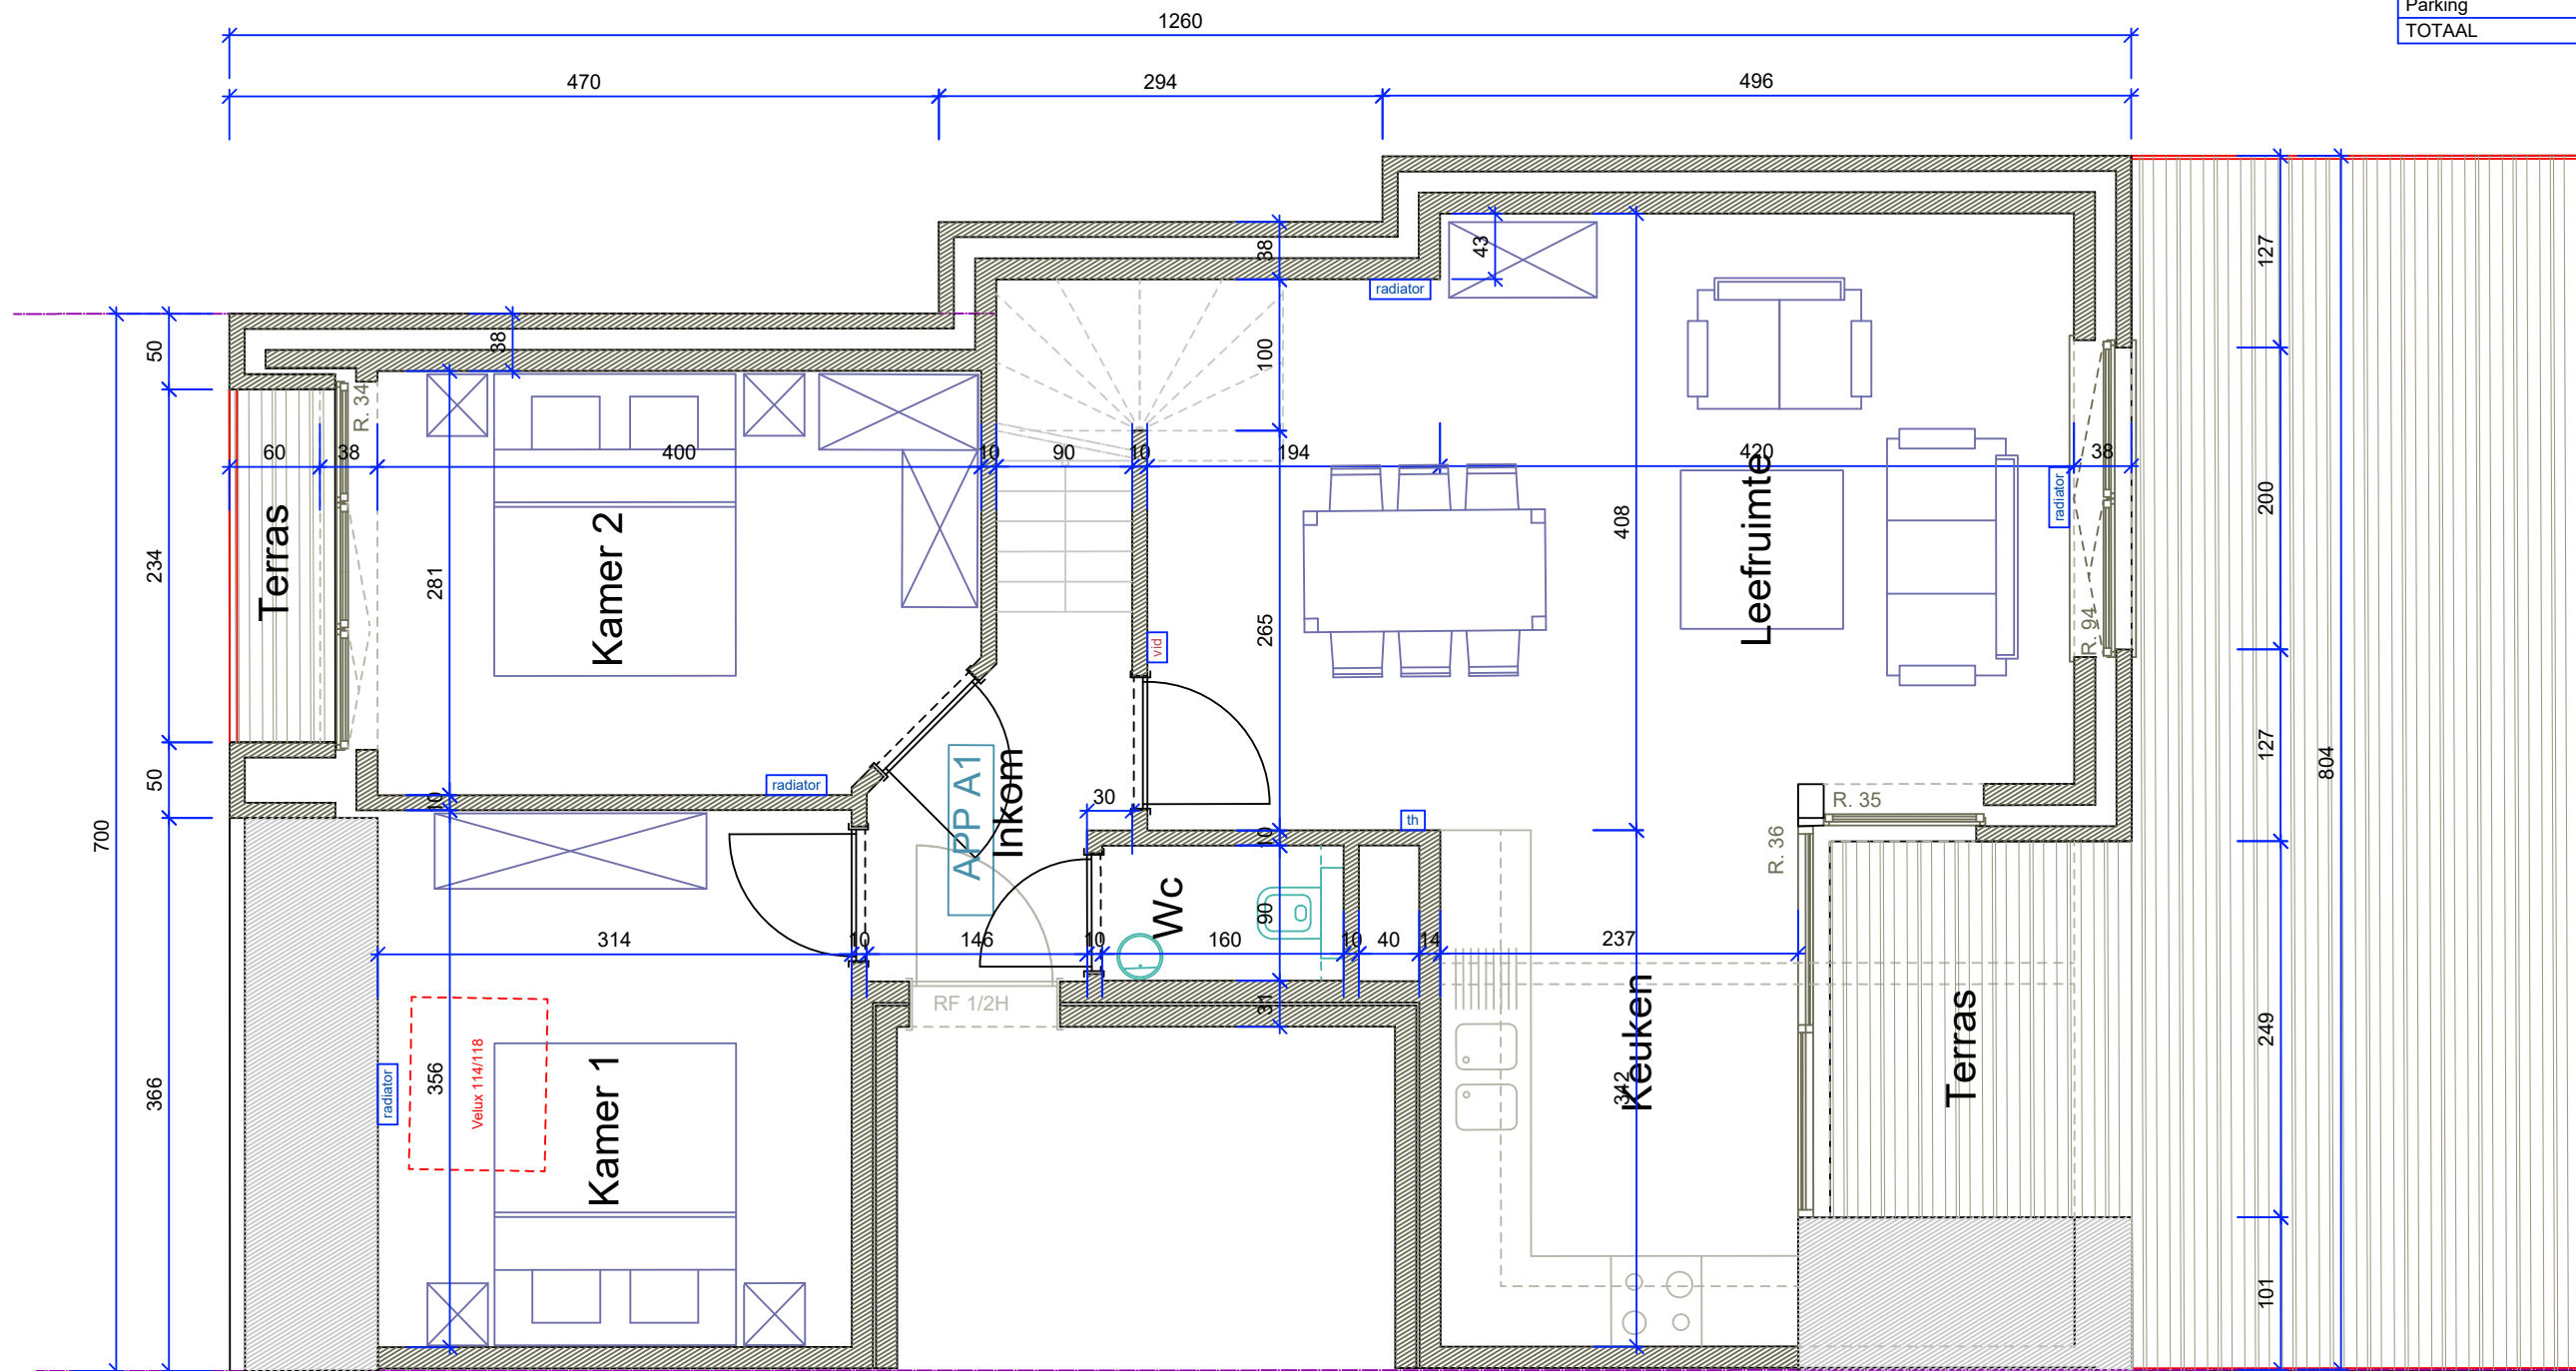 Parking
TOTAAL
1260
470
294
496
38
43
127
radiator
50
38
100
R. 34
60
38
400
10
90
10
194
420
38
Terras
234
Kamer 2
281
408
Leefruimte
radiator
200
265
vid
R. 94
50
10
radiator
APP A1
Inkom
30
th
10
R. 35
R. 36
127
804
700
Wc
90
314
10
146
10
160
10
40
14
237
RF 1/2H
31
366
radiator
356
Velux 114/118
Kamer 1
342
Keuken
Terras
249
101